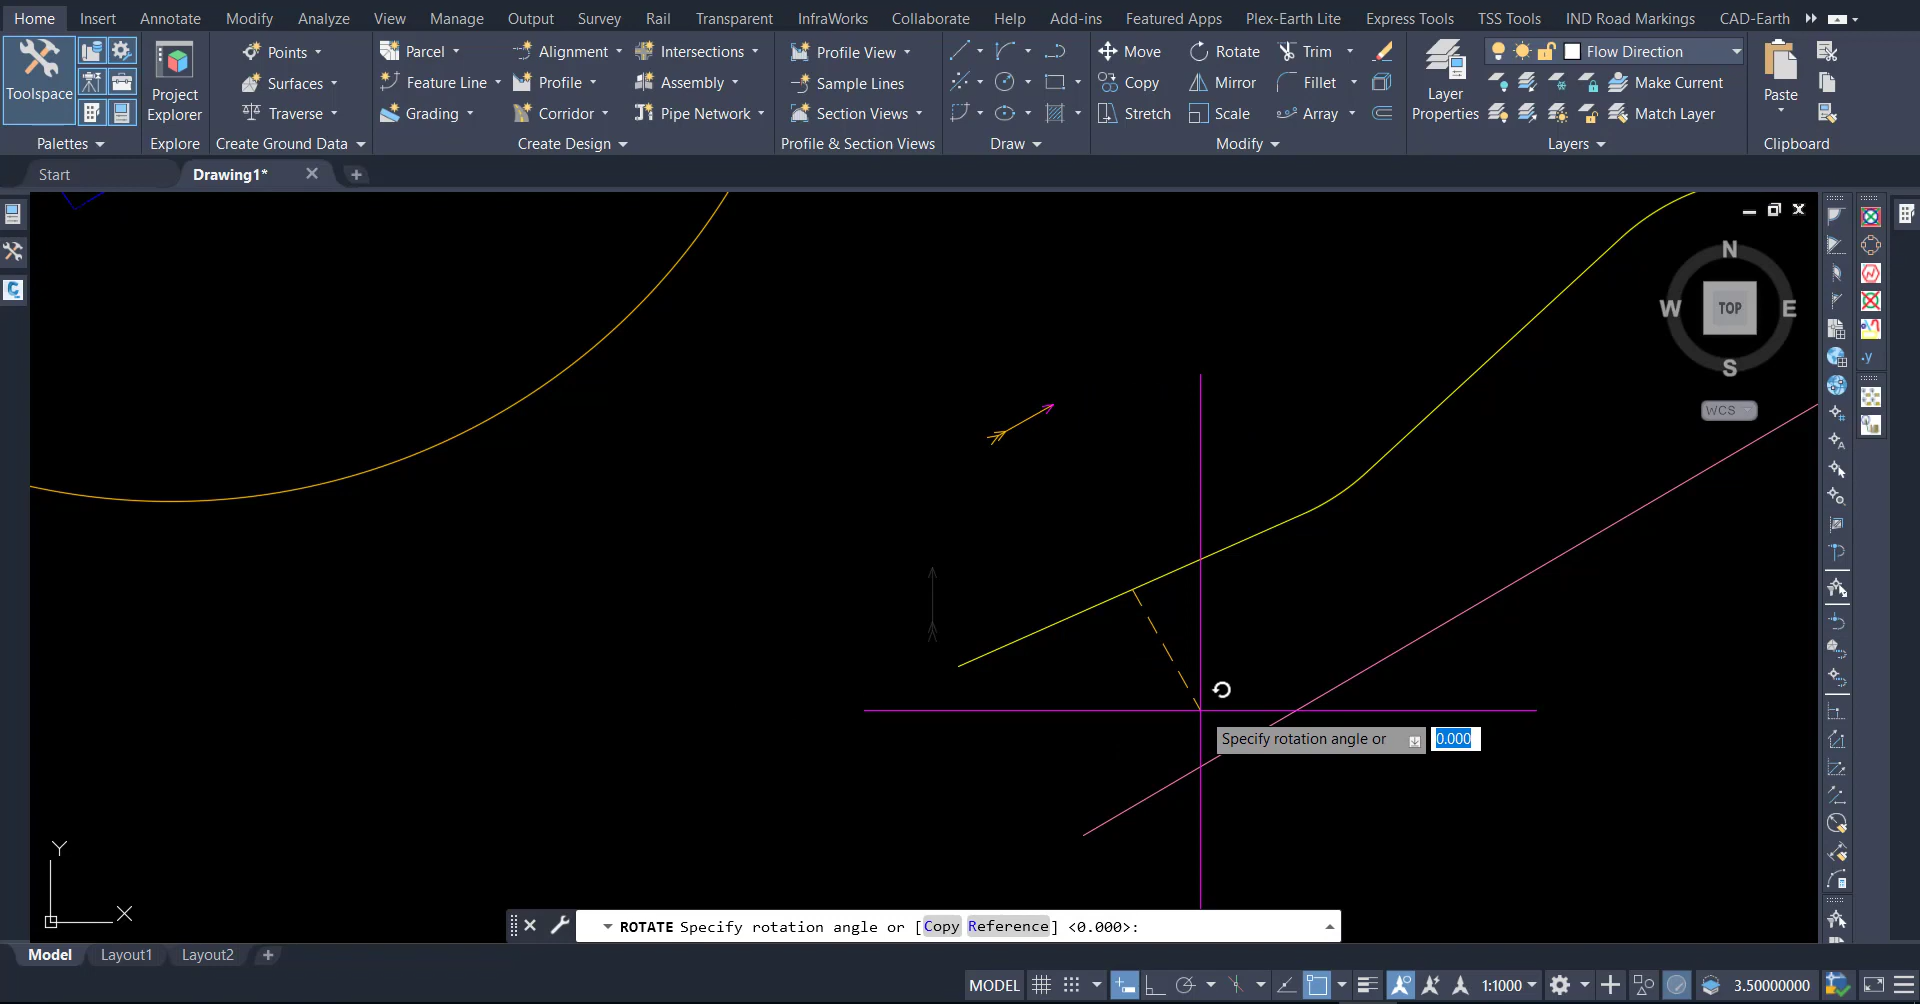 Home Insert Annotate Modify Analyze View Manage Output Survey Rail Transparent InfraWorks Collaborate Help Add-ins Featured Apps Plex-Earth Lite Express Tools TSS Tools IND Road Markings CAD-Earth
Points Parcel Alignment Intersections Profile View Move Rotate Trim Flow Direction
Toolspace Project Explorer Surfaces Feature Line Profile Assembly Sample Lines Copy Mirror Fillet Layer Properties Make Current Paste
Traverse Grading Corridor Pipe Network Section Views Stretch Scale Array Match Layer
Palettes Explore Create Ground Data Create Design Profile & Section Views Draw Modify Layers Clipboard
Start Drawing1*
N
W TOP E
S
WCS
.y
Specify rotation angle or 0.000
Y
X
ROTATE Specify rotation angle or [Copy Reference] <0.000>:
Model Layout1 Layout2
MODEL 1:1000 3.50000000